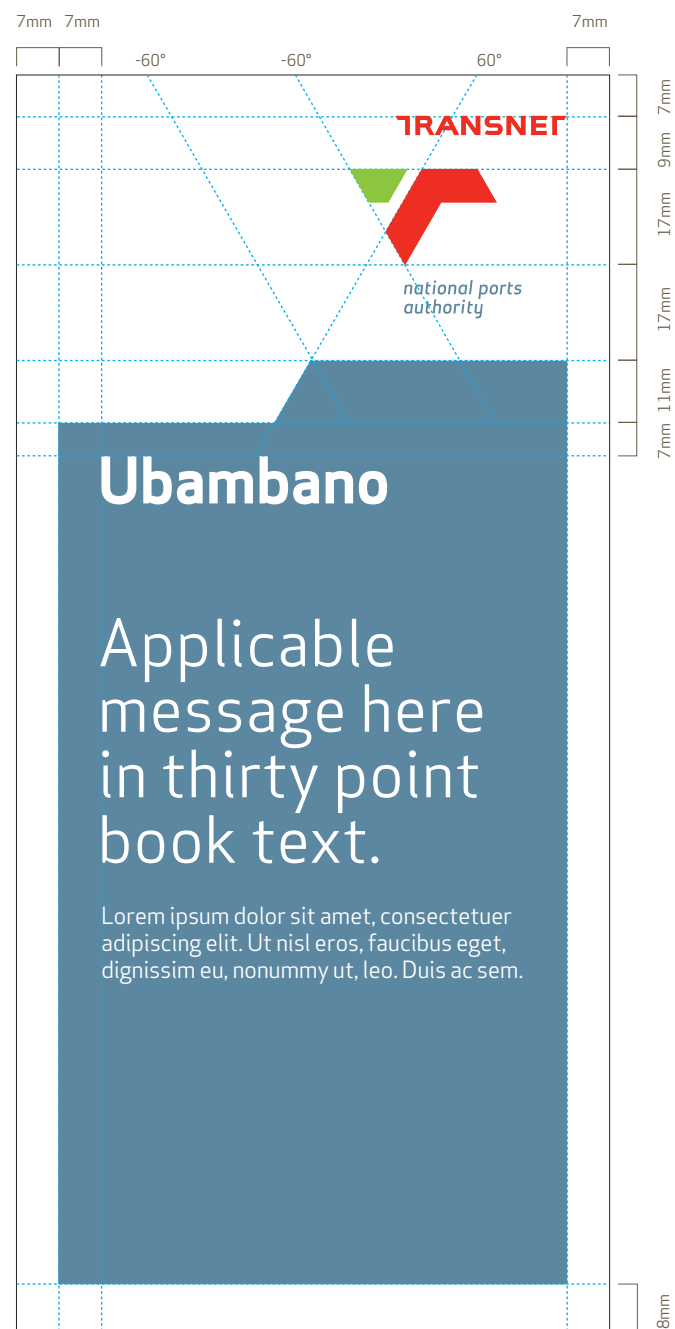 7mm 7mm 7mm
-60° -60° 60°
7mm
TRANSNET
9mm
17mm
national ports
authority
17mm
11mm
7mm
Ubambano
Applicable
message here
in thirty point
book text.
Lorem ipsum dolor sit amet, consectetuer
adipiscing elit. Ut nisl eros, faucibus eget,
dignissim eu, nonummy ut, leo. Duis ac sem.
8mm